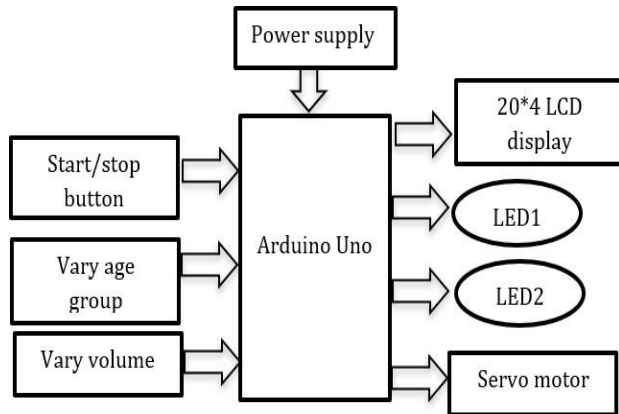 Power supply
20*4 LCD
display
Start/stop
button
LED1
Arduino Uno
Vary age
group
LED2
Vary volume
Servo motor